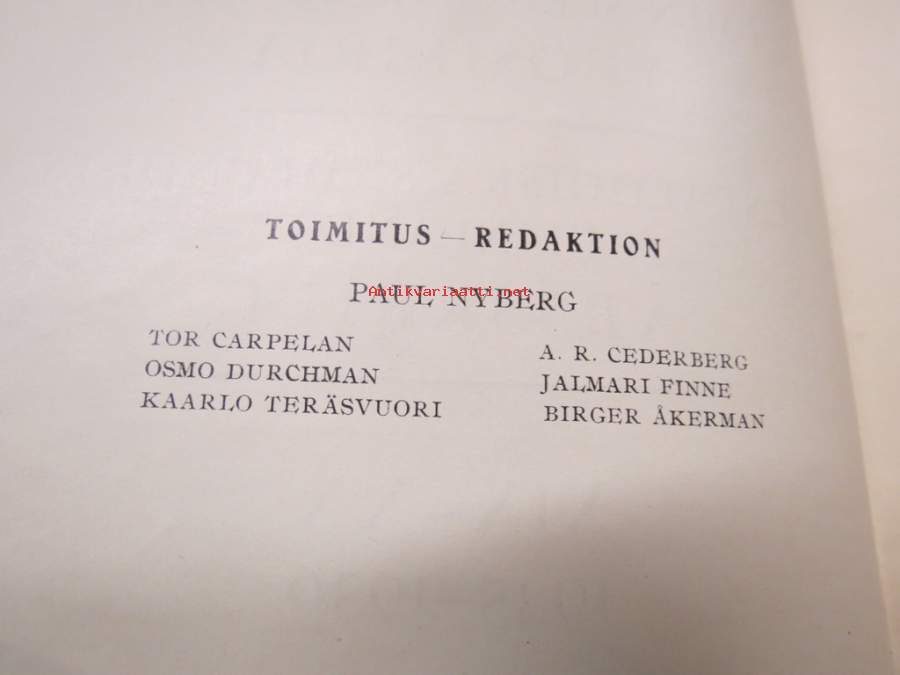 TOIMITUS — REDAKTION
PAUL NYBERG
Antikvariaatti.net
TOR CARPELAN
OSMO DURCHMAN
KAARLO TERÄSVUORI
A. R. CEDERBERG
JALMARI FINNE
BIRGER ÅKERMAN